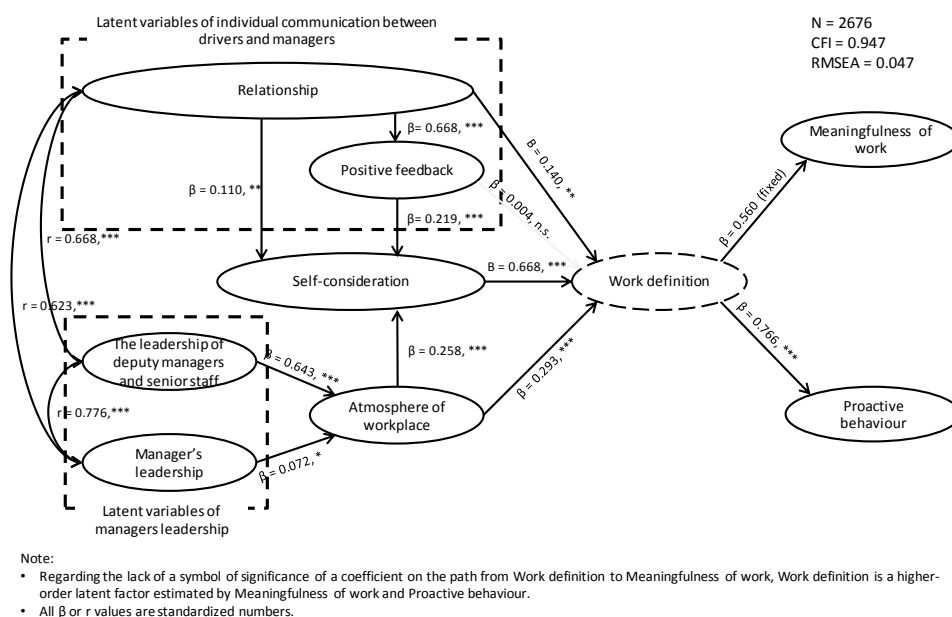 Latent variables of individual communication between
drivers and managers
N = 2676
CFI = 0.947
RMSEA = 0.047
Relationship
β= 0.668, ***
Meaningfulness of
work
Positive feedback
β = 0.110, **
B = 0.140, **
β = 0.004, n.s.
β= 0.219, ***
β = 0.560 (fixed)
r = 0.668,***
Self-consideration
B = 0.668, ***
Work definition
r = 0.623,***
The leadership of
deputy managers
and senior staff
β = 0.643, ***
β = 0.258, ***
β = 0.293, ***
β = 0.766, ***
r = 0.776,***
Atmosphere of
workplace
Proactive
behaviour
Manager's
leadership
β = 0.072, *
Latent variables of
managers leadership
Note:
• Regarding the lack of a symbol of significance of a coefficient on the path from Work definition to Meaningfulness of work, Work definition is a higher-
order latent factor estimated by Meaningfulness of work and Proactive behaviour.
• All β or r values are standardized numbers.